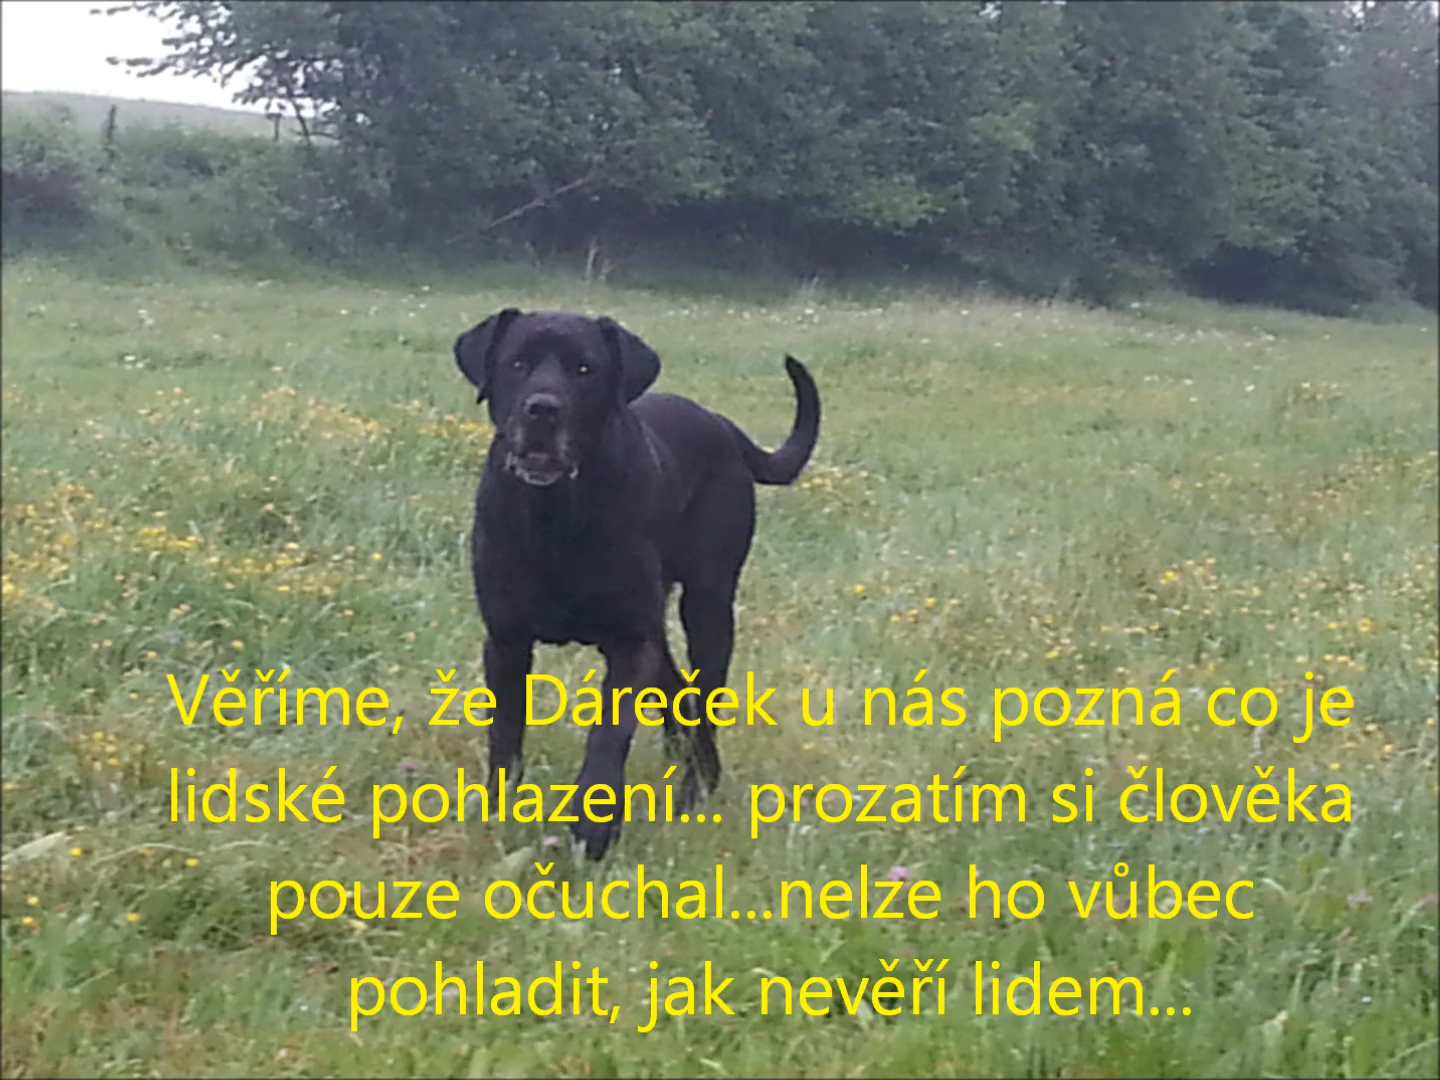 Věříme, že Dáreček u nás pozná co je
lidské pohlazení... prozatím si člověka
pouze očuchal...nelze ho vůbec
pohladit, jak nevěří lidem...